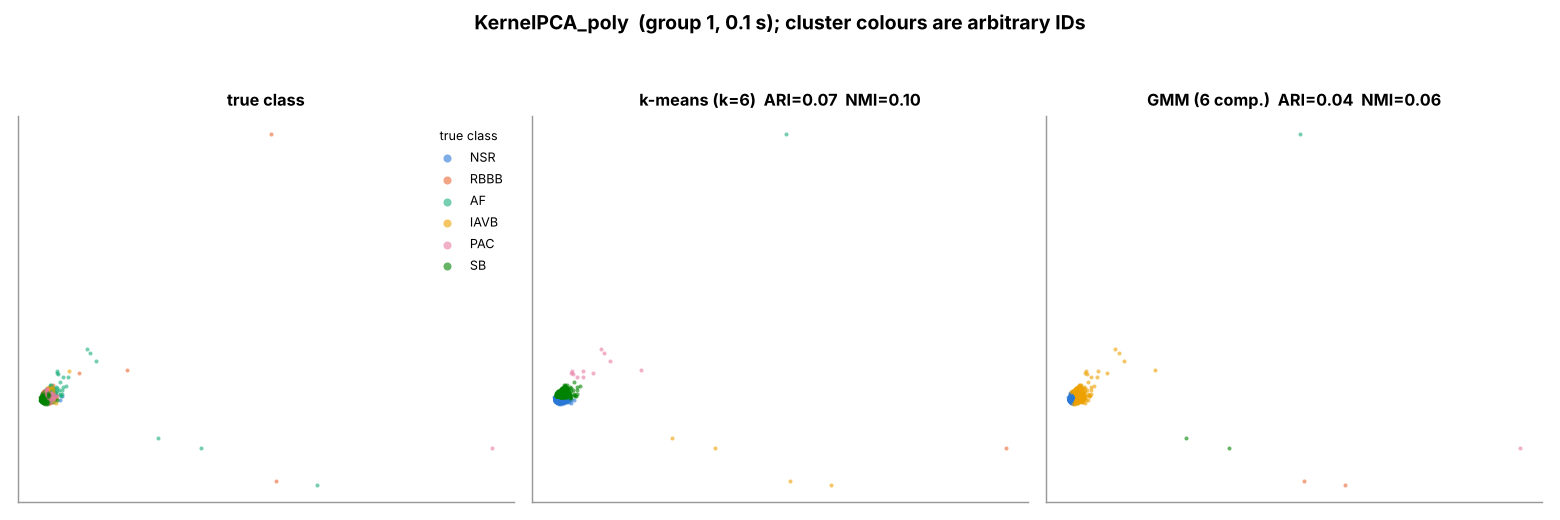 KernelPCA_poly (group 1, 0.1 s); cluster colours are arbitrary IDs
true class
k-means (k=6) ARI=0.07 NMI=0.10
GMM (6 comp.) ARI=0.04 NMI=0.06
true class
NSR
RBBB
AF
IAVB
PAC
SB